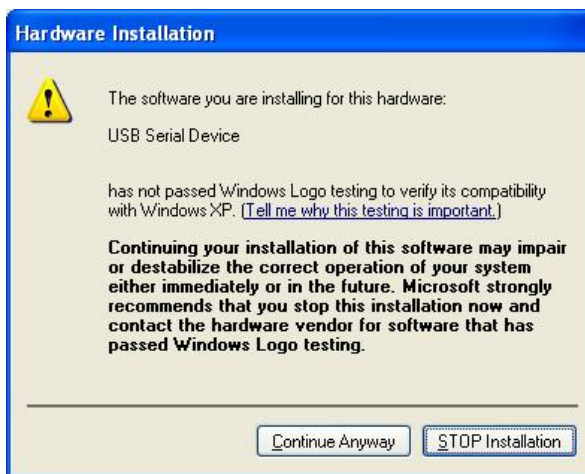 Hardware Installation
The software you are installing for this hardware:
USB Serial Device
has not passed Windows Logo testing to verify its compatibility
with Windows XP. (Tell me why this testing is important.)
Continuing your installation of this software may impair
or destabilize the correct operation of your system
either immediately or in the future. Microsoft strongly
recommends that you stop this installation now and
contact the hardware vendor for software that has
passed Windows Logo testing.
Continue Anyway STOP Installation